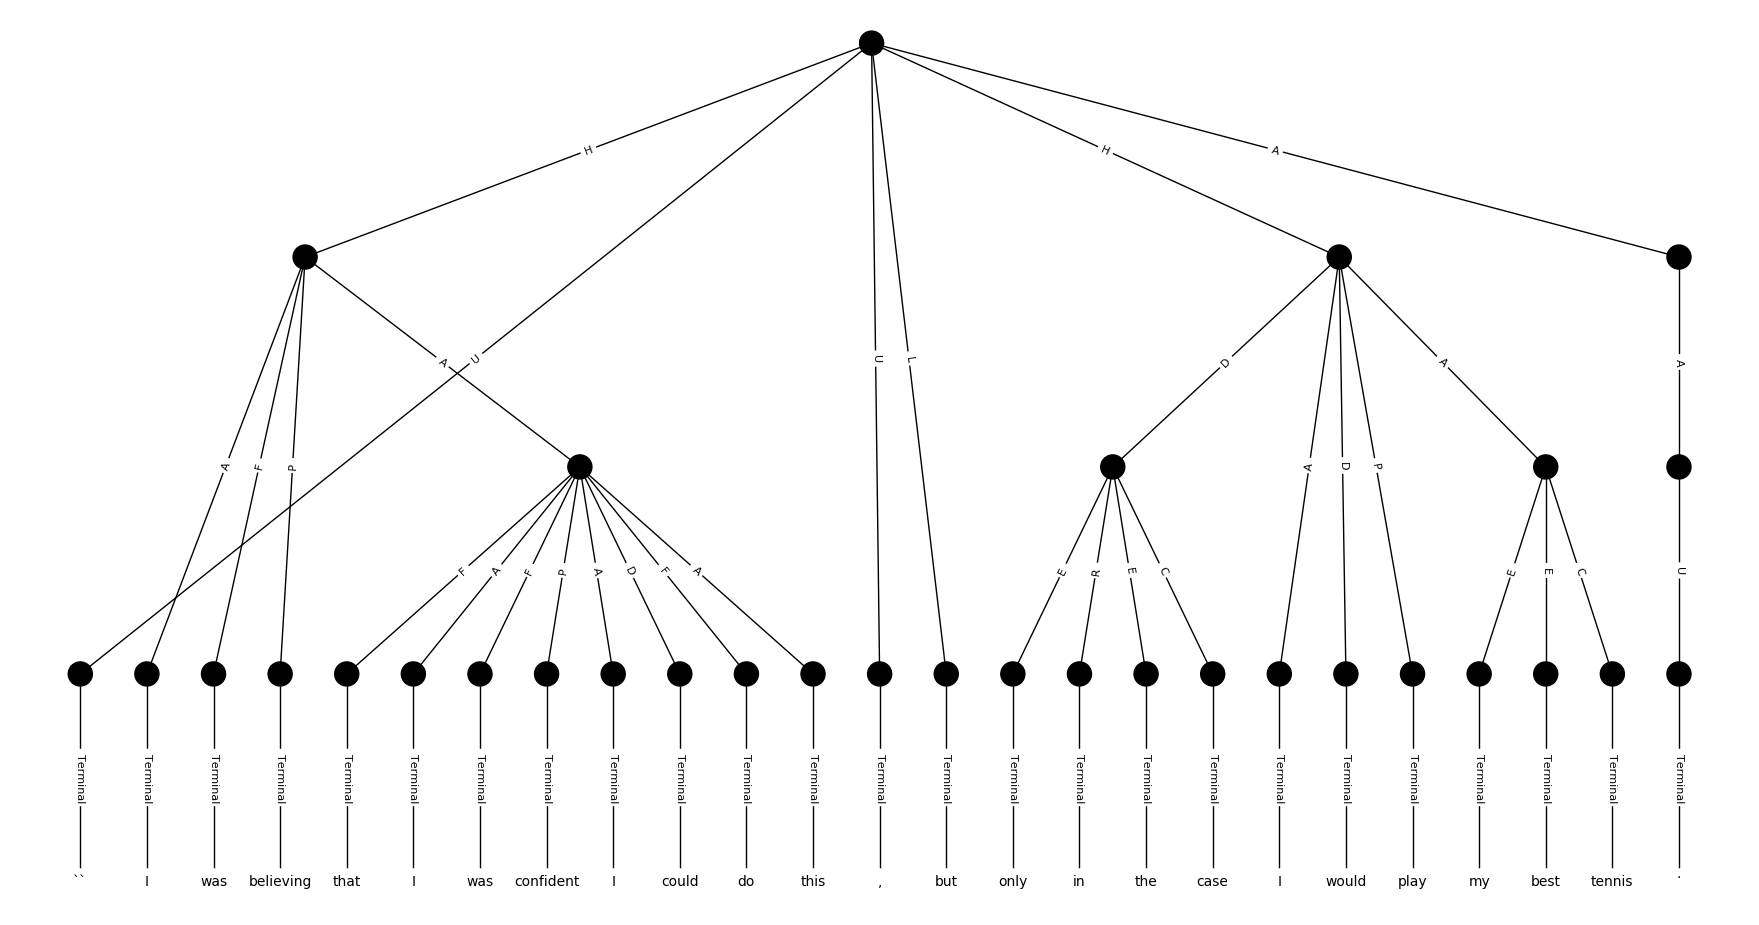 H H A
A U U L D A A
A F P A D P
F A F P A D F A E R E C E E C U
Terminal Terminal Terminal Terminal Terminal Terminal Terminal Terminal Terminal Terminal Terminal Terminal Terminal Terminal Terminal Terminal Terminal Terminal Terminal Terminal Terminal Terminal Terminal Terminal Terminal
`` I was believing that I was confident I could do this , but only in the case I would play my best tennis .